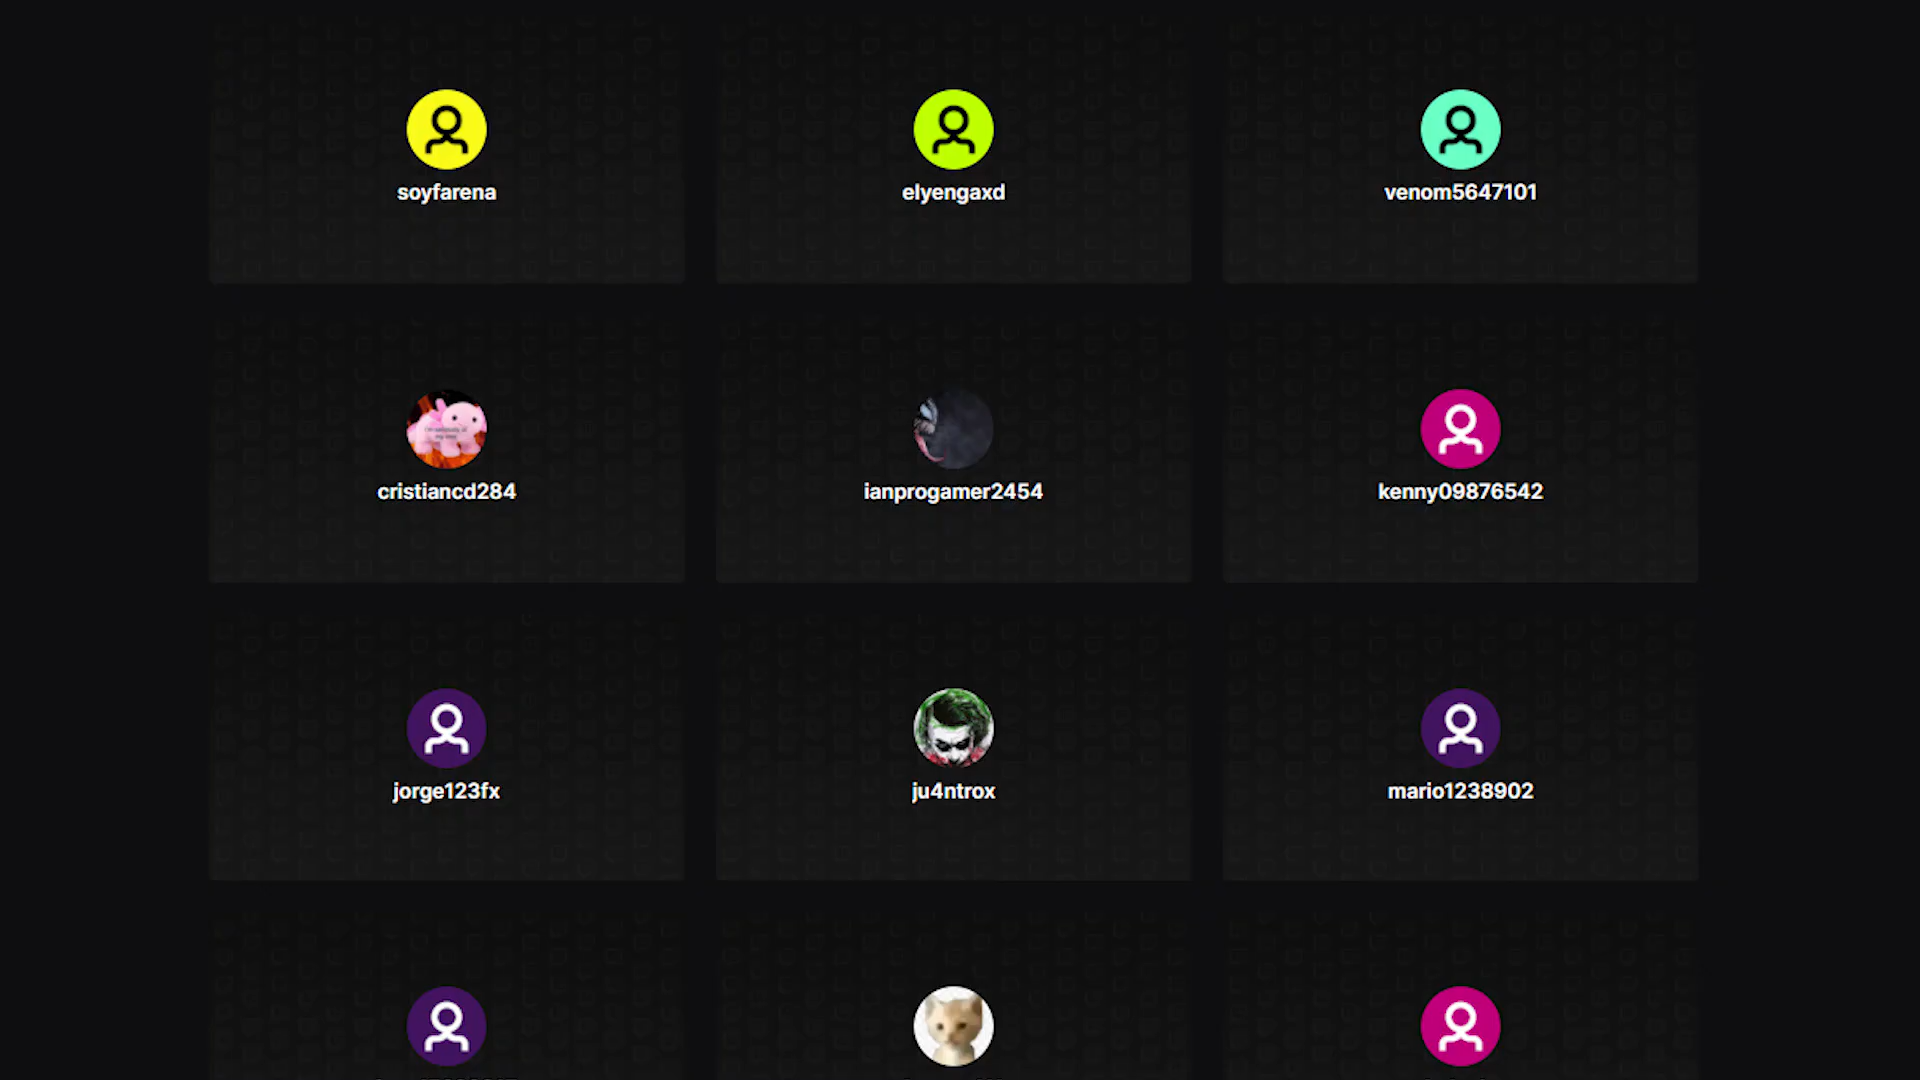 soyfarena
elyengaxd
venom5647101
cristiancd284
ianprogamer2454
kenny09876542
jorge123fx
ju4ntrox
mario1238902